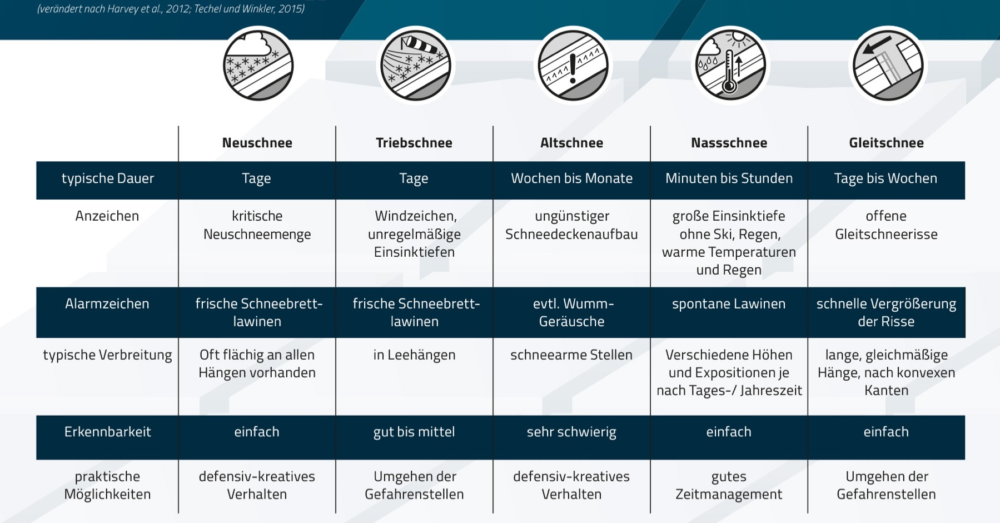 (verändert nach Harvey et al., 2012; Techel und Winkler, 2015)
Neuschnee Triebschnee Altschnee Nassschnee Gleitschnee
typische Dauer Tage Tage Wochen bis Monate Minuten bis Stunden Tage bis Wochen
Anzeichen kritische Windzeichen, ungünstiger große Einsinktiefe offene
Neuschneemenge unregelmäßige Schneedeckenaufbau ohne Ski, Regen, Gleitschneerisse
Einsinktiefen warme Temperaturen
und Regen
Alarmzeichen frische Schneebrett- frische Schneebrett- evtl. Wumm- spontane Lawinen schnelle Vergrößerung
lawinen lawinen Geräusche der Risse
typische Verbreitung Oft flächig an allen in Leehängen schneearme Stellen Verschiedene Höhen lange, gleichmäßige
Hängen vorhanden und Expositionen je Hänge, nach konvexen
nach Tages-/ Jahreszeit Kanten
Erkennbarkeit einfach gut bis mittel sehr schwierig einfach einfach
praktische defensiv-kreatives Umgehen der defensiv-kreatives gutes Umgehen der
Möglichkeiten Verhalten Gefahrenstellen Verhalten Zeitmanagement Gefahrenstellen